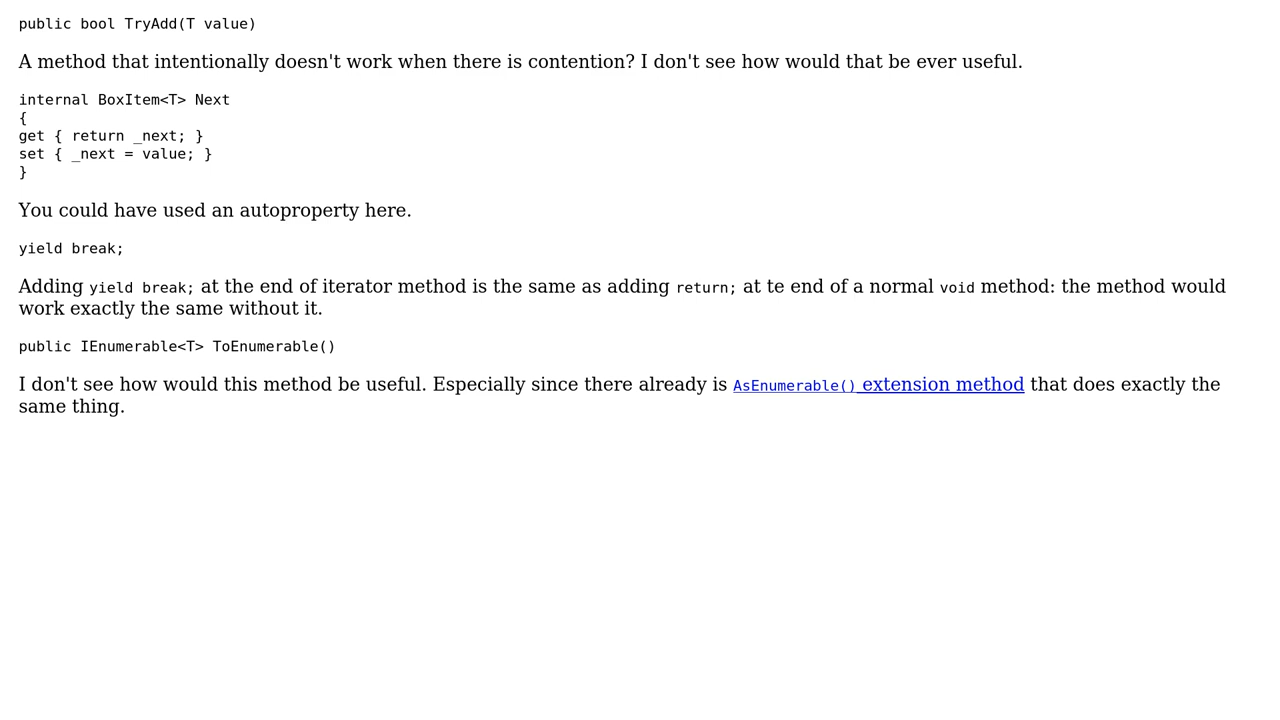 public bool TryAdd(T value)
A method that intentionally doesn't work when there is contention? I don't see how would that be ever useful.
internal BoxItem<T> Next
{
get { return _next; }
set { _next = value; }
}
You could have used an autoproperty here.
yield break;
Adding yield break; at the end of iterator method is the same as adding return; at te end of a normal void method: the method would
work exactly the same without it.
public IEnumerable<T> ToEnumerable()
I don't see how would this method be useful. Especially since there already is AsEnumerable() extension method that does exactly the
same thing.